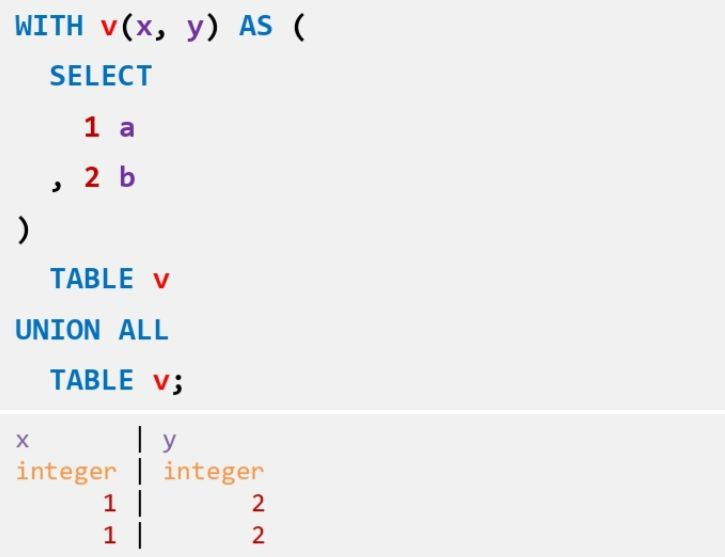 WITH v(x, y) AS (
  SELECT
    1 a
  , 2 b
)
  TABLE v
UNION ALL
  TABLE v;
x       | y
integer | integer
      1 |       2
      1 |       2